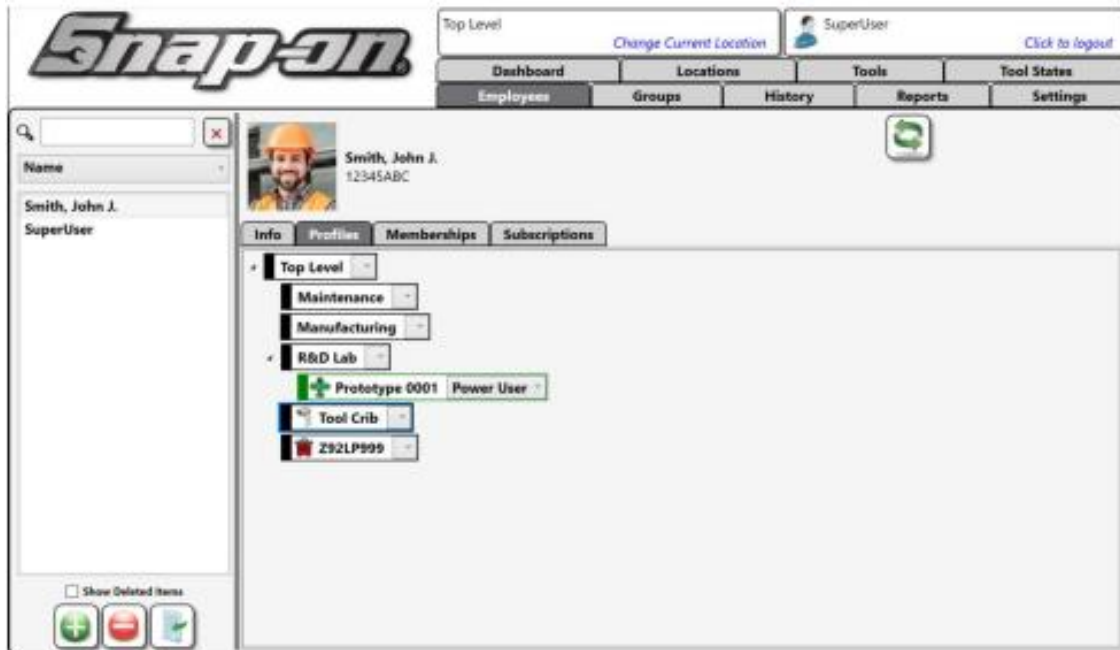 Snap-on
Top Level
Change Current Location
SuperUser
Click to logout
Dashboard Locations Tools Tool States
Employees Groups History Reports Settings
Name
Smith, John J.
SuperUser
Smith, John J.
12345ABC
Info Profiles Memberships Subscriptions
Top Level
Maintenance
Manufacturing
R&D Lab
Prototype 0001 Power User
Tool Crib
Z92LP999
Show Deleted Items